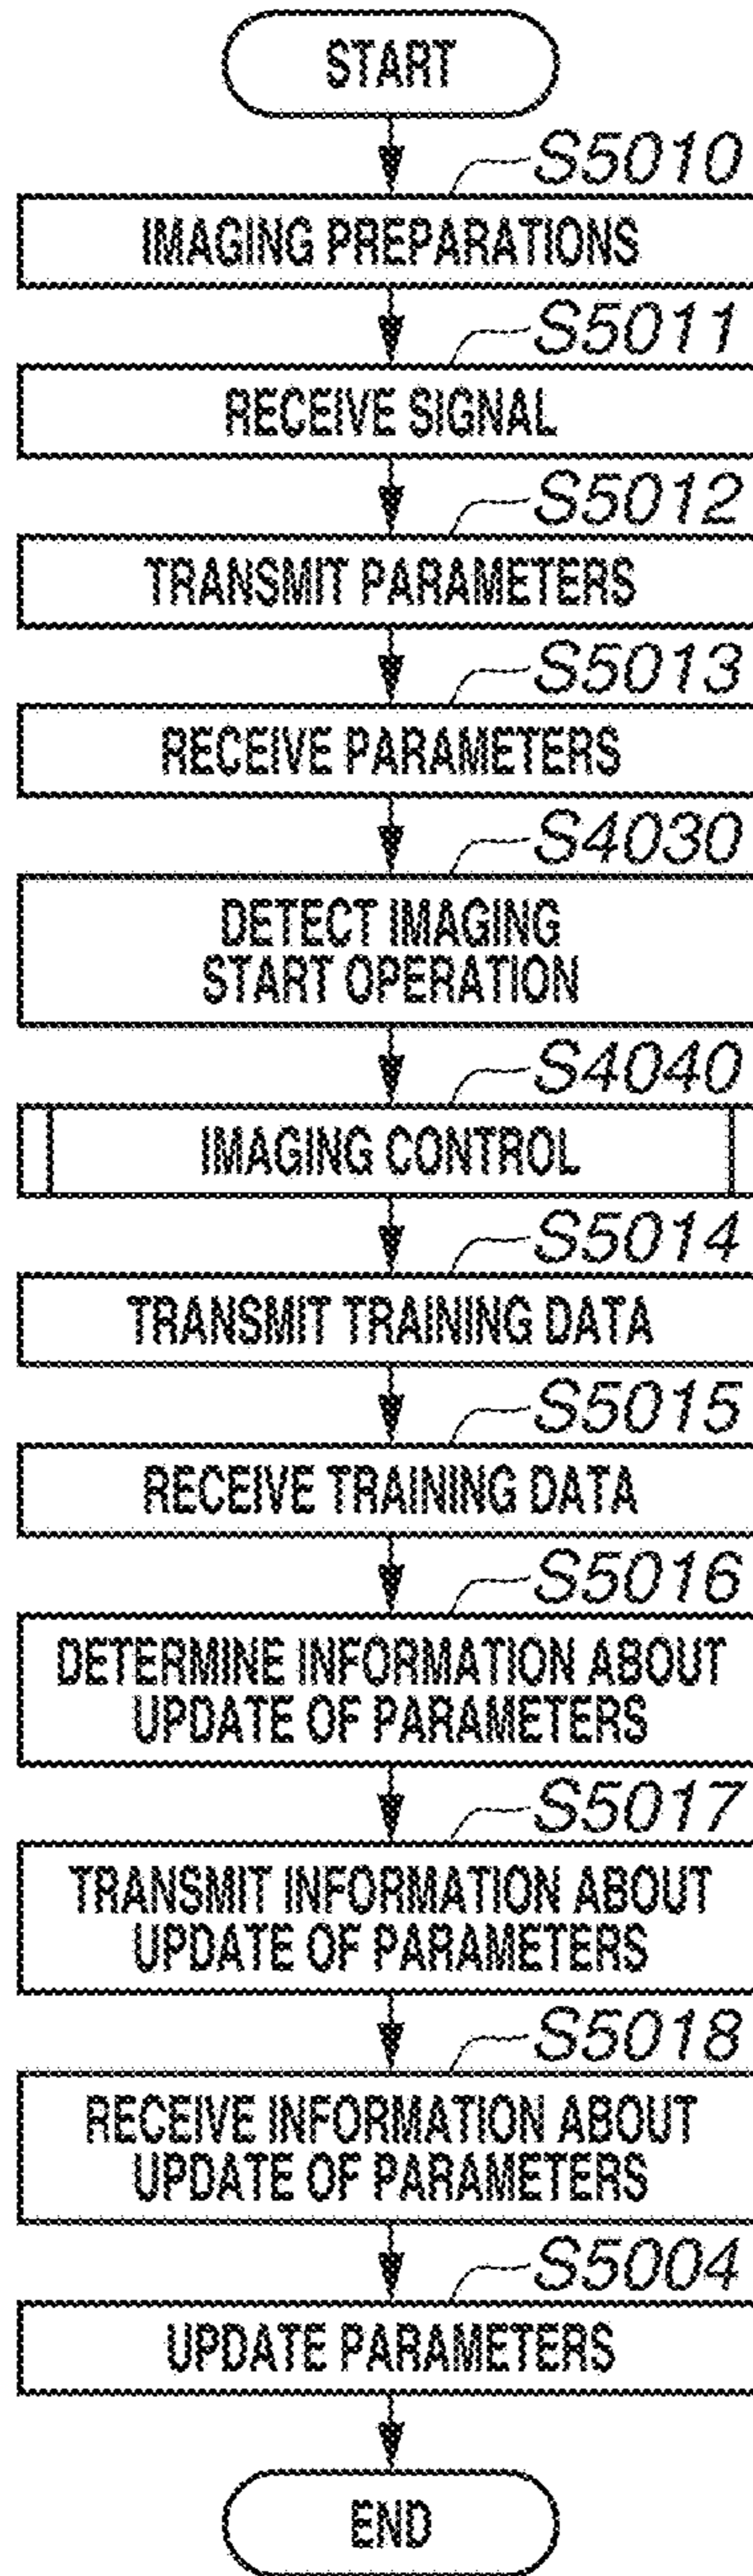 START
S5010
IMAGING PREPARATIONS
S5011
RECEIVE SIGNAL
S5012
TRANSMIT PARAMETERS
S5013
RECEIVE PARAMETERS
S4030
DETECT IMAGING
START OPERATION
S4040
IMAGING CONTROL
S5014
TRANSMIT TRAINING DATA
S5015
RECEIVE TRAINING DATA
S5016
DETERMINE INFORMATION ABOUT
UPDATE OF PARAMETERS
S5017
TRANSMIT INFORMATION ABOUT
UPDATE OF PARAMETERS
S5018
RECEIVE INFORMATION ABOUT
UPDATE OF PARAMETERS
S5004
UPDATE PARAMETERS
END